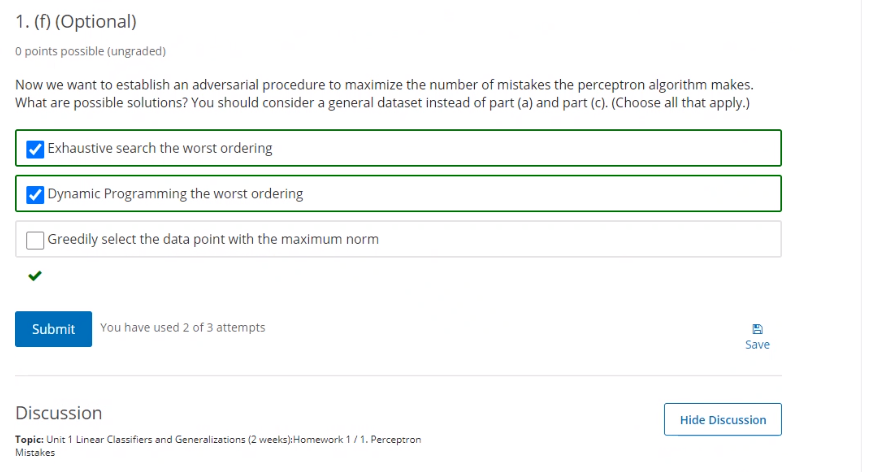 1. (f) (Optional)
0 points possible (ungraded)
Now we want to establish an adversarial procedure to maximize the number of mistakes the perceptron algorithm makes.
What are possible solutions? You should consider a general dataset instead of part (a) and part (c). (Choose all that apply.)
Exhaustive search the worst ordering
Dynamic Programming the worst ordering
Greedily select the data point with the maximum norm
Submit
You have used 2 of 3 attempts
Save
Discussion
Hide Discussion
Topic: Unit 1 Linear Classifiers and Generalizations (2 weeks):Homework 1 / 1. Perceptron
Mistakes